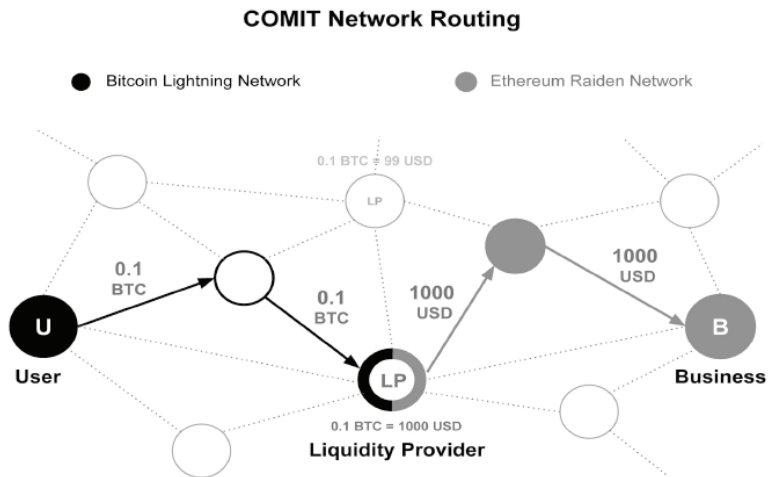 COMIT Network Routing
Bitcoin Lightning Network
Ethereum Raiden Network
0.1 BTC = 99 USD
LP
0.1
BTC
0.1
BTC
1000
USD
1000
USD
U
User
LP
B
Business
0.1 BTC = 1000 USD
Liquidity Provider